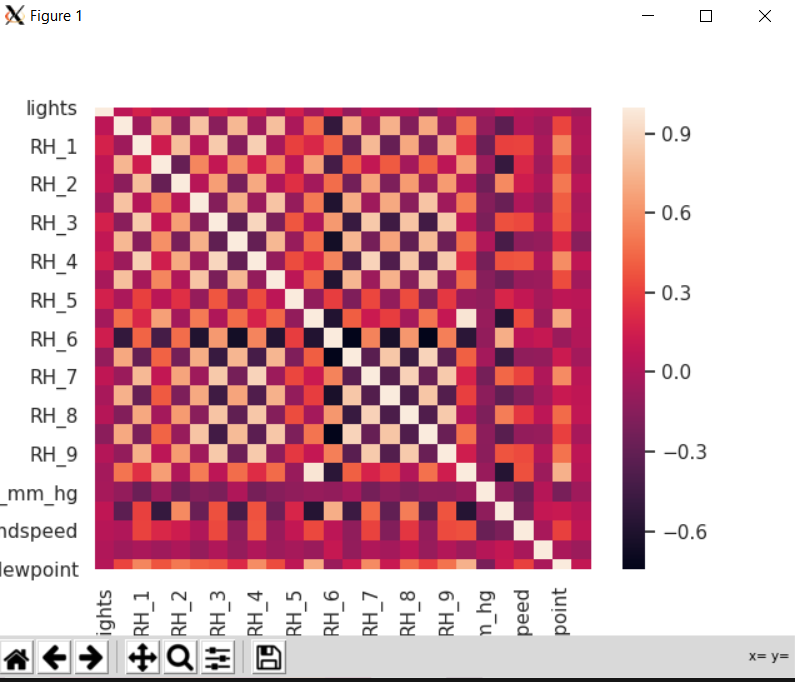 Figure 1
lights
RH_1
RH_2
RH_3
RH_4
RH_5
RH_6
RH_7
RH_8
RH_9
_mm_hg
ndspeed
dewpoint
0.9
0.6
0.3
0.0
−0.3
−0.6
ights
RH_1
RH_2
RH_3
RH_4
RH_5
RH_6
RH_7
RH_8
RH_9
m_hg
peed
point
x= y=